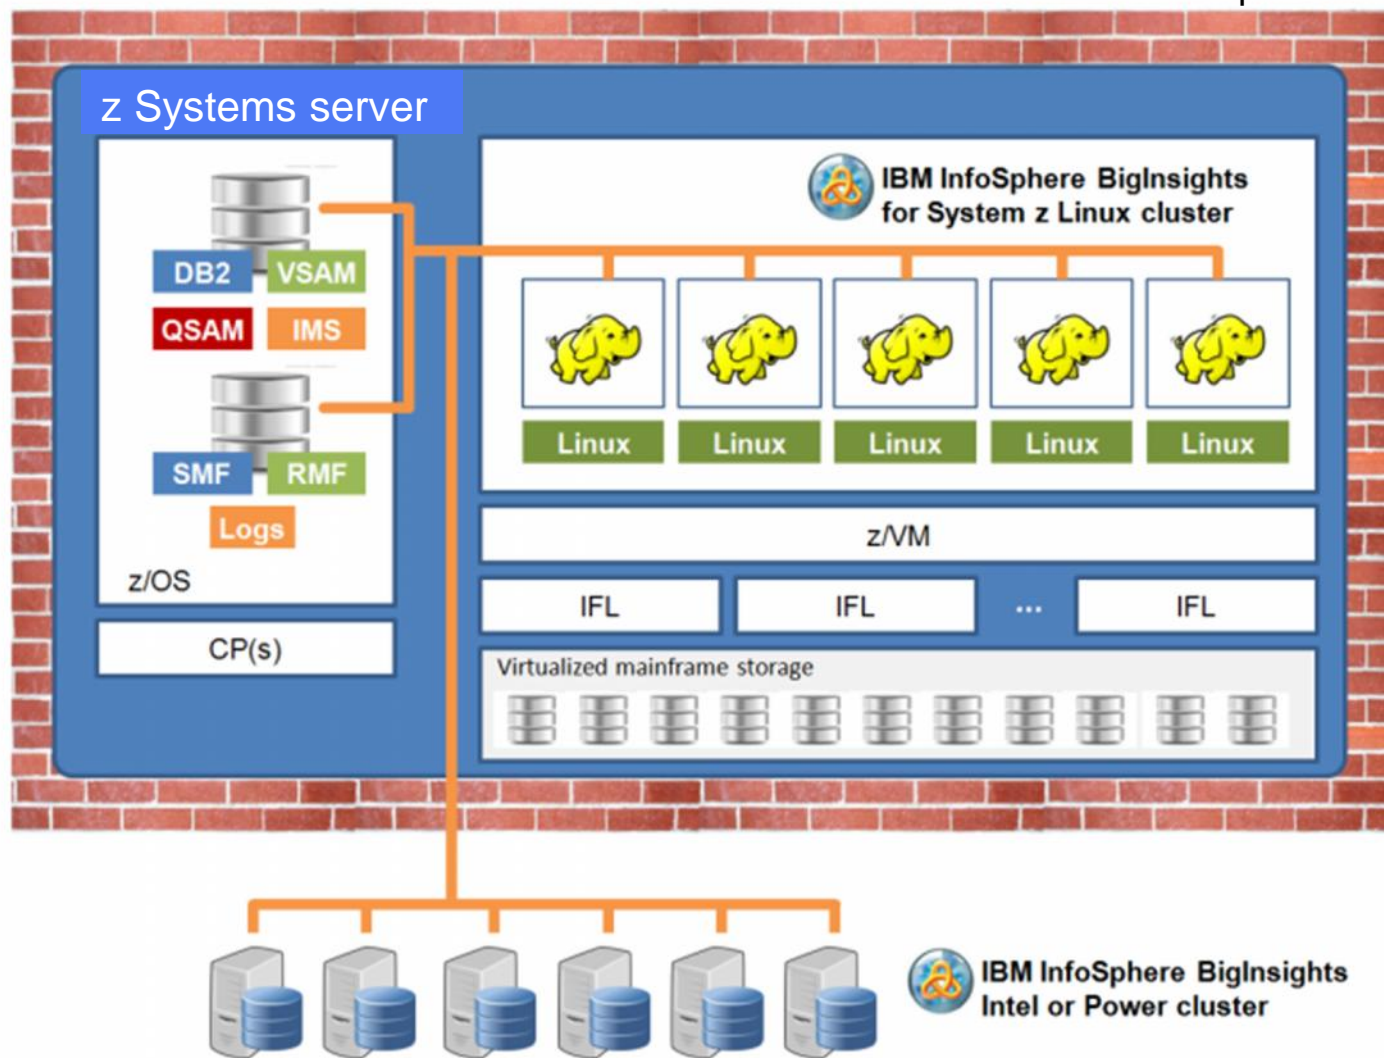 z Systems server
IBM InfoSphere BigInsights
for System z Linux cluster
DB2 VSAM
QSAM IMS
SMF RMF
Logs
z/OS
CP(s)
Linux Linux Linux Linux Linux
z/VM
IFL IFL ... IFL
Virtualized mainframe storage
IBM InfoSphere BigInsights
Intel or Power cluster